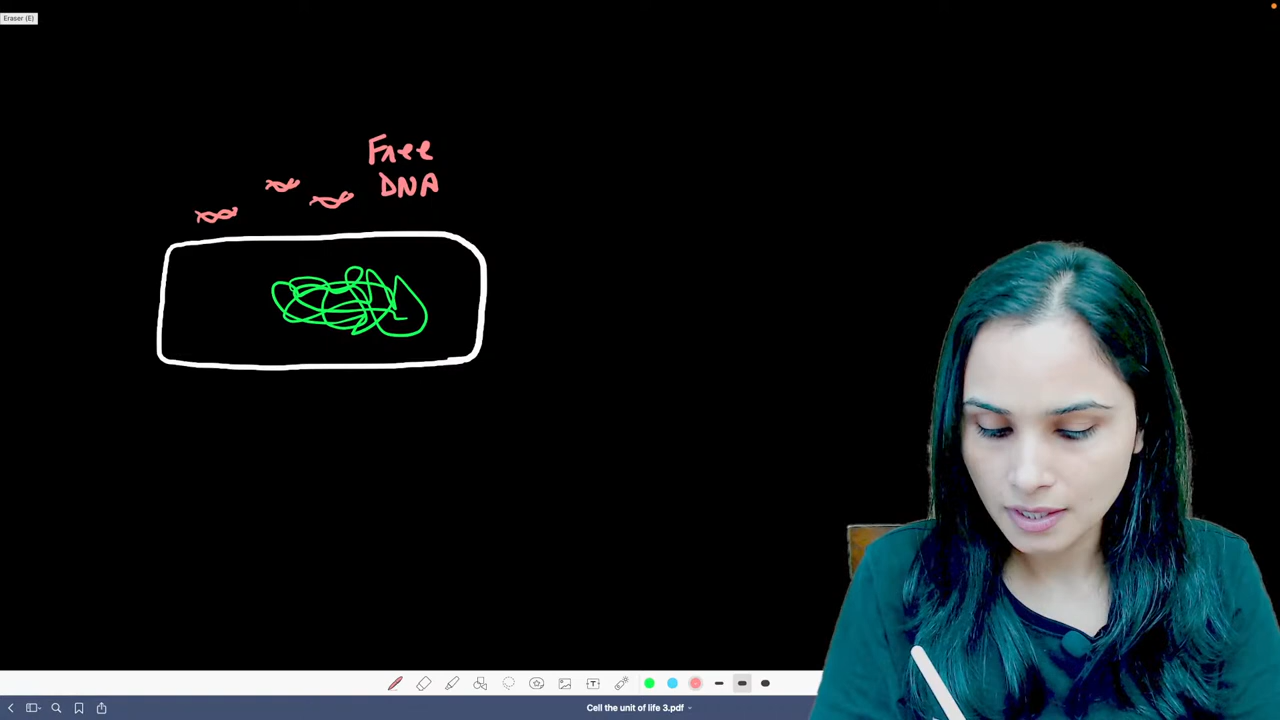 Eraser (E)
Free
DNA
Cell the unit of life 3.pdf